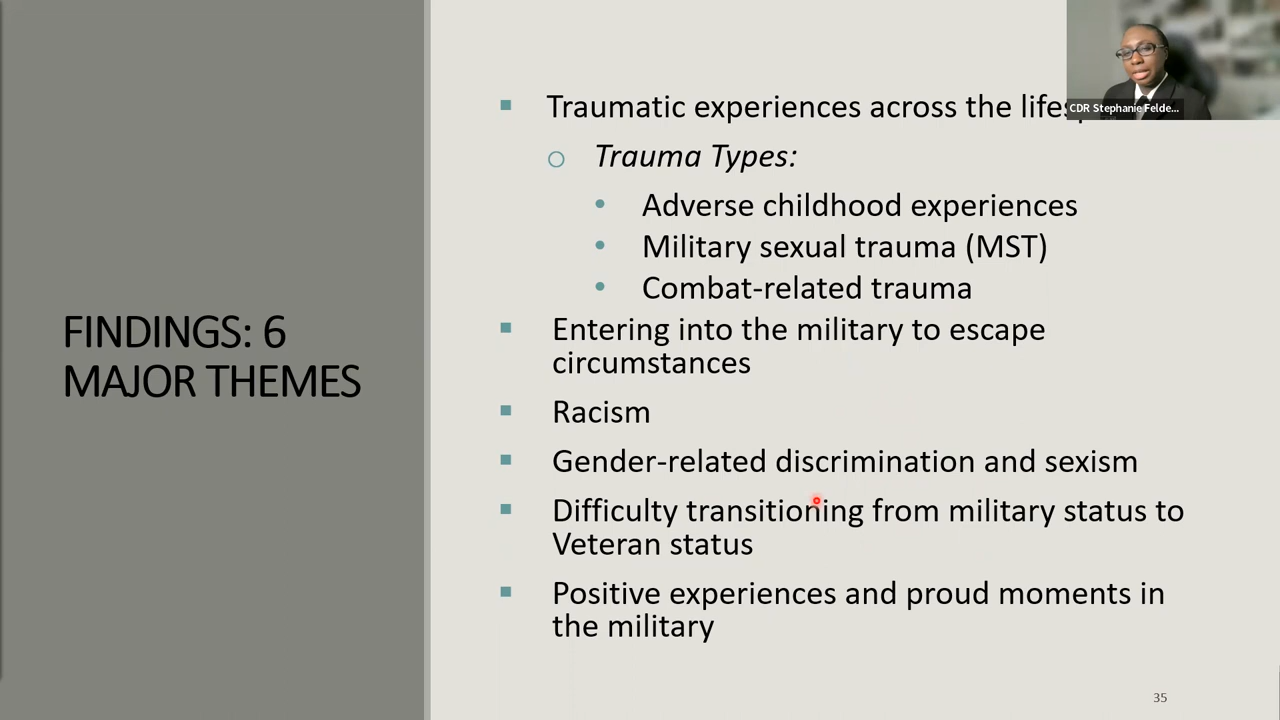 FINDINGS: 6
MAJOR THEMES
Traumatic experiences across the
Trauma Types:
Adverse childhood experiences
Military sexual trauma (MST)
Combat-related trauma
Entering into the military to escape
circumstances
Racism
Gender-related discrimination and sexism
Difficulty transitioning from military status to
Veteran status
Positive experiences and proud moments in
the military
CDR Stephanie Felde...
35